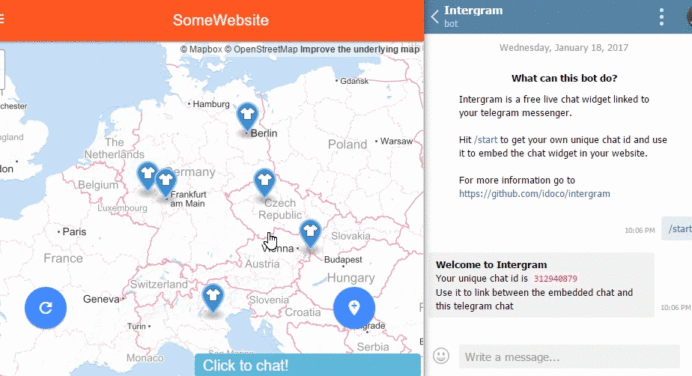 SomeWebsite
© Mapbox © OpenStreetMap Improve the underlying map
Gdańsk
Hamburg
Berlin
Poland
Warsaw
The
Netherlands
Germany
Belgium
Frankfurt
am Main
Luxembourg
Czech
Republic
Paris
Slovakia
France
Austria
Budapest
Switzerland
Hungary
Geneva
Slovenia
Croatia
Turin
Serbia
Monaco
Click to chat!
Intergram
bot
Wednesday, January 18, 2017
What can this bot do?
Intergram is a free live chat widget linked to
your telegram messenger.
Hit /start to get your own unique chat id and use
it to embed the chat widget in your website.
For more information go to
https://github.com/idoco/intergram
10:06 PM
/start
Welcome to Intergram
Your unique chat id is 312940879
Use it to link between the embedded chat and
this telegram chat
10:06 PM
Write a message...